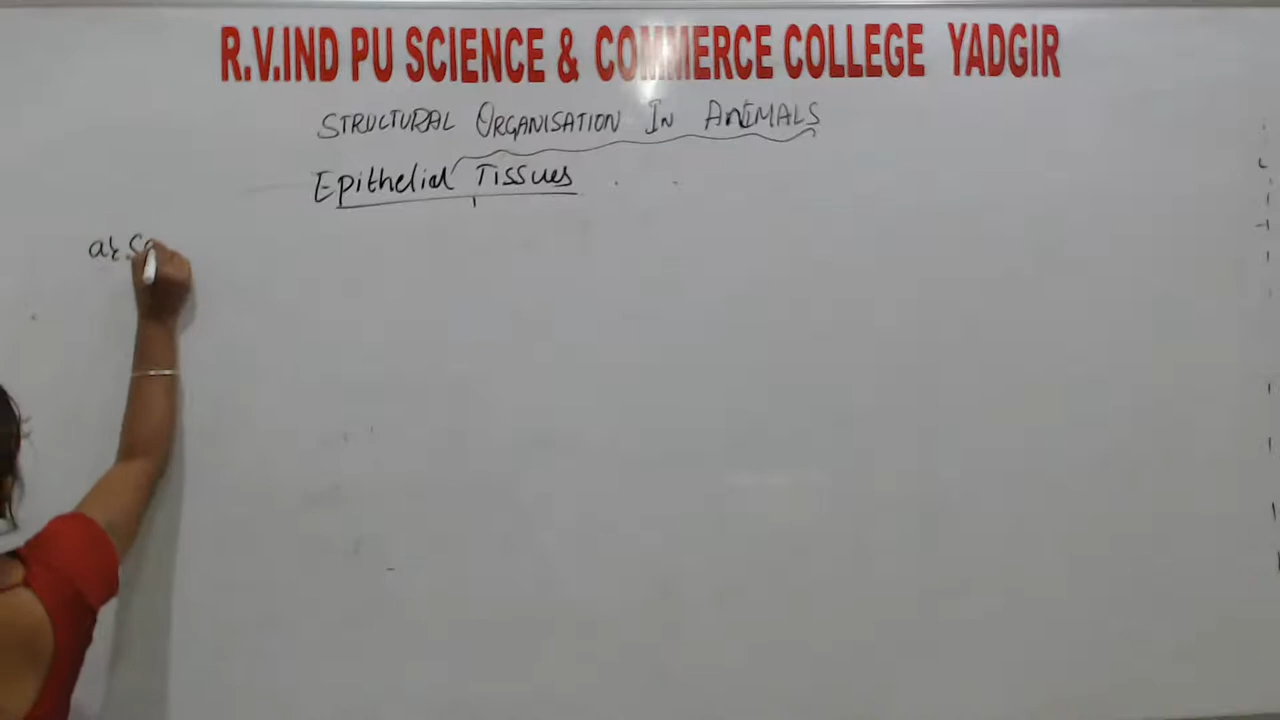 R.V.IND PU SCIENCE & COMMERCE COLLEGE YADGIR
STRUCTURAL ORGANISATION IN ANIMALS
Epithelial Tissues